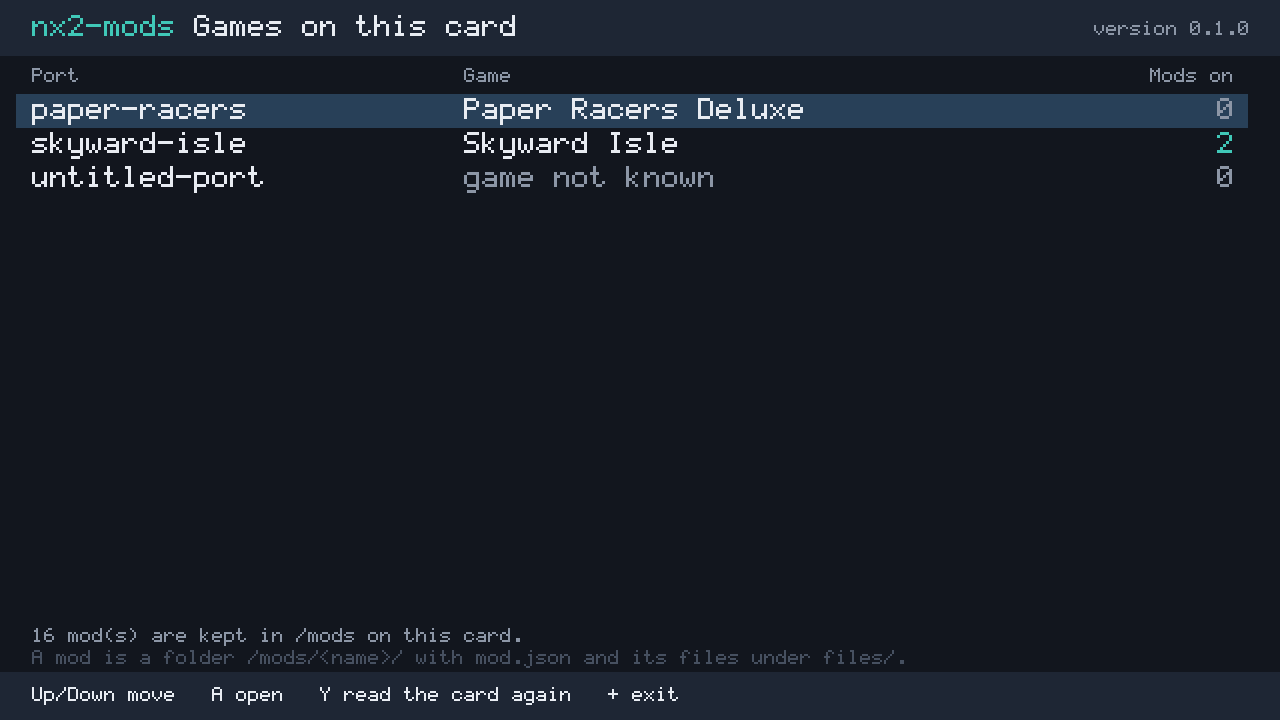 nx2-mods Games on this card version 0.1.0
Port Game Mods on
paper-racers Paper Racers Deluxe 0
skyward-isle Skyward Isle 2
untitled-port game not known 0
16 mod(s) are kept in /mods on this card.
A mod is a folder /mods/<name>/ with mod.json and its files under files/.
Up/Down move A open Y read the card again + exit